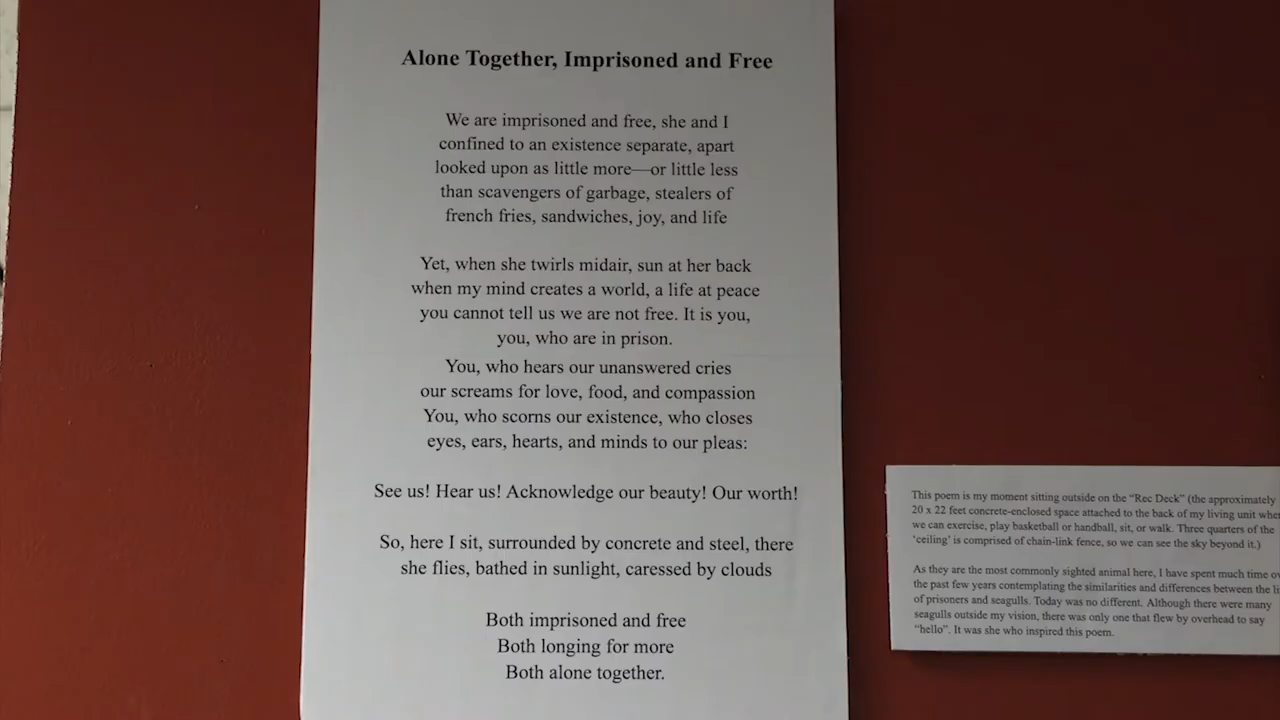 Alone Together, Imprisoned and Free
We are imprisoned and free, she and I
confined to an existence separate, apart
looked upon as little more—or little less
than scavengers of garbage, stealers of
french fries, sandwiches, joy, and life
Yet, when she twirls midair, sun at her back
when my mind creates a world, a life at peace
you cannot tell us we are not free. It is you,
you, who are in prison.
You, who hears our unanswered cries
our screams for love, food, and compassion
You, who scorns our existence, who closes
eyes, ears, hearts, and minds to our pleas:
See us! Hear us! Acknowledge our beauty! Our worth!
So, here I sit, surrounded by concrete and steel, there
she flies, bathed in sunlight, caressed by clouds
Both imprisoned and free
Both longing for more
Both alone together.
This poem is my moment sitting outside on the “Rec Deck” (the approximately
20 x 22 feet concrete-enclosed space attached to the back of my living unit
we can exercise, play basketball or handball, sit, or walk. Three quarters of the
‘ceiling’ is comprised of chain-link fence, so we can see the sky beyond it.)
As they are the most commonly sighted animal here, I have spent much time
the past few years contemplating the similarities and differences between the
of prisoners and seagulls. Today was no different. Although there were many
seagulls outside my vision, there was only one that flew by overhead to say
“hello”. It was she who inspired this poem.